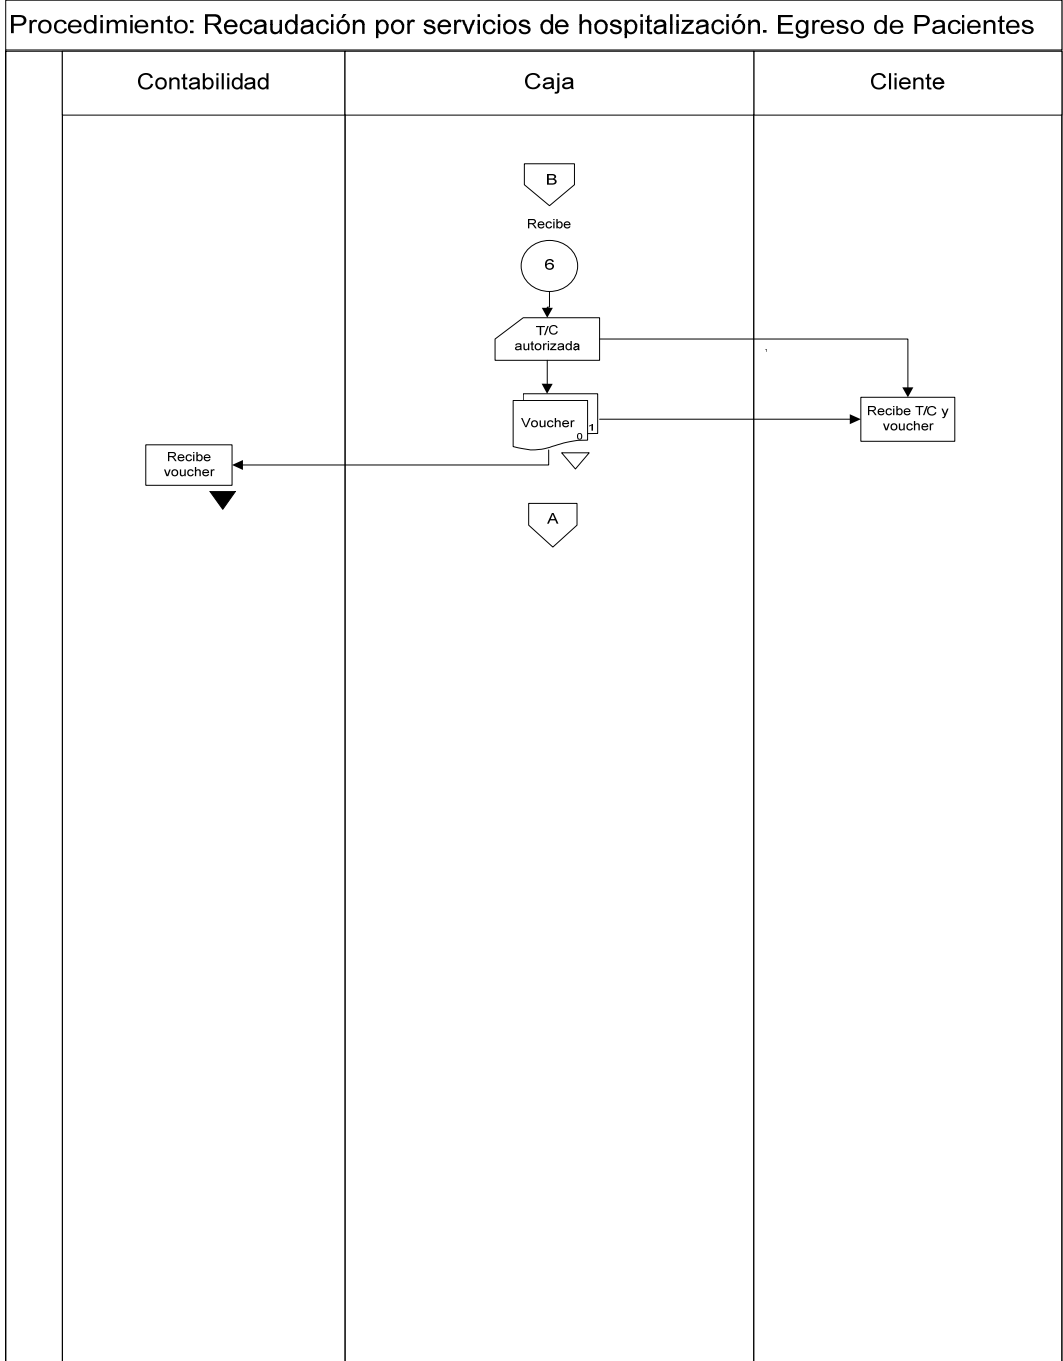 Procedimiento: Recaudación por servicios de hospitalización. Egreso de Pacientes
Contabilidad
Caja
Cliente
B
Recibe
6
T/C
autorizada
Voucher
0
1
Recibe T/C y
voucher
Recibe
voucher
A